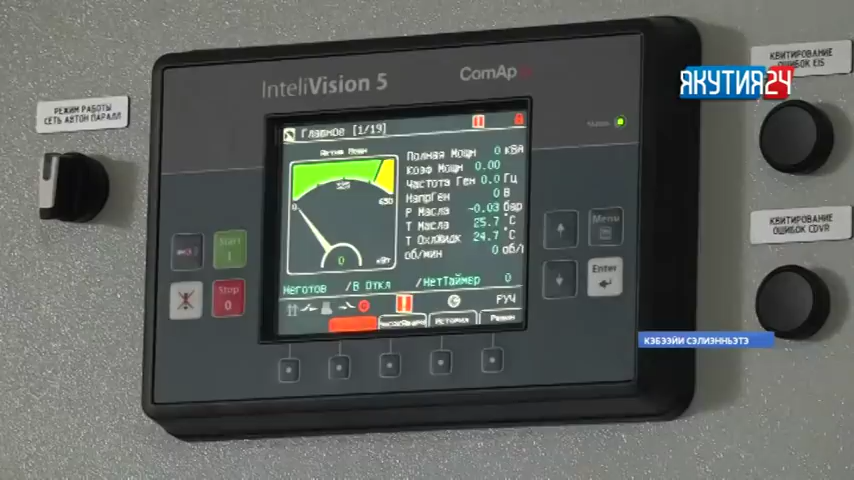 InteliVision 5
ComAp
КВИТИРОВАНИЕ
ОШИБОК EIS
ЯКУТИЯ24
РЕЖИМ РАБОТЫ
СЕТЬ АВТОН ПАРАЛЛ
Главное [1/19]
Актив Мощн
325
0
650
0
кВт
Полная Мощн 0 кВА
Коэф Мощн 0.00
Частота Ген 0.0 Гц
НапрГен 0 В
Р Масла -0.03 бар
Т Масла 25.7 °C
Т ОхлЖидк 24.7 °C
об/мин 0 об/
Неготов /В Откл /НетТаймер 0
РУЧ
История
Режим
Start
I
Stop
0
Menu
Enter
КВИТИРОВАНИЕ
ОШИБОК CDVR
КЭБЭЭЙИ СЭЛИЭННЬЭТЭ